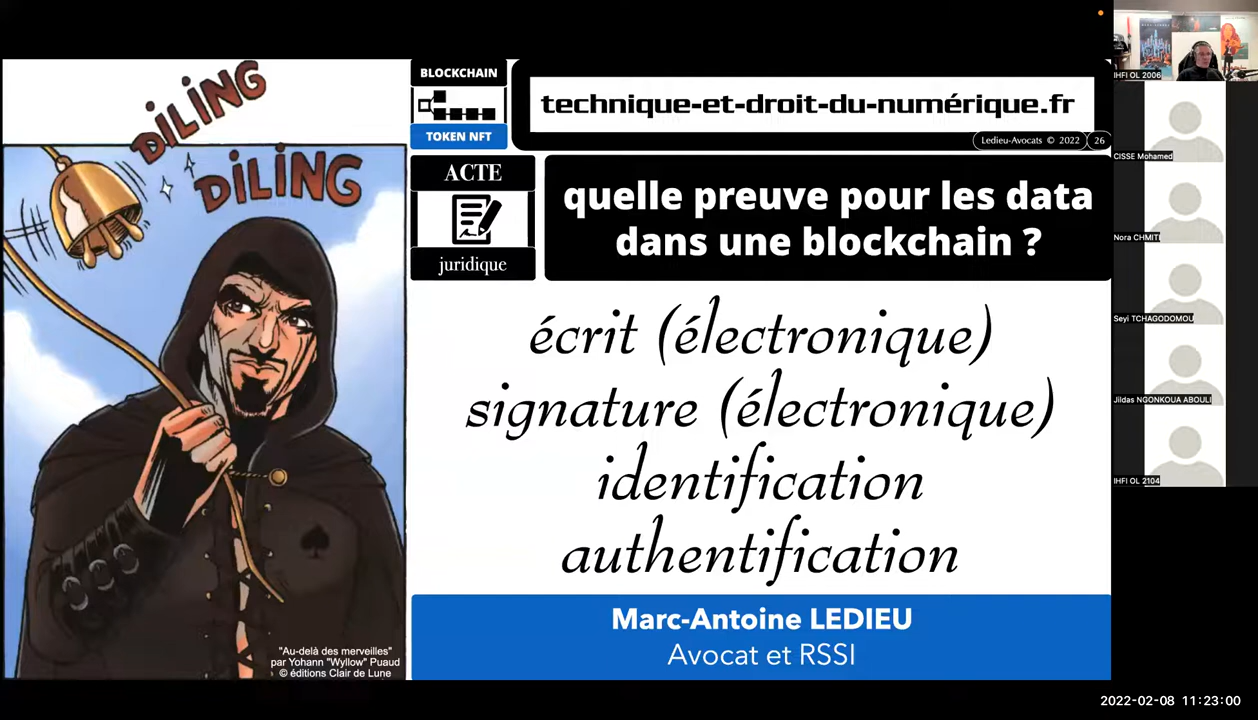 DiLiNG
DiLiNG
BLOCKCHAIN
TOKEN NFT
technique-et-droit-du-numérique.fr
Ledieu-Avocats © 2022
26
ACTE
juridique
quelle preuve pour les data
dans une blockchain ?
écrit (électronique)
signature (électronique)
identification
authentification
Marc-Antoine LEDIEU
Avocat et RSSI
"Au-delà des merveilles"
par Yohann "Wyllow" Puaud
© éditions Clair de Lune
IHFI OL 2006
CISSE Mohamed
Nora CHMITI
Seyi TCHAGODOMOU
Jildas NGONKOUA ABOULI
IHFI OL 2104
2022-02-08 11:23:00